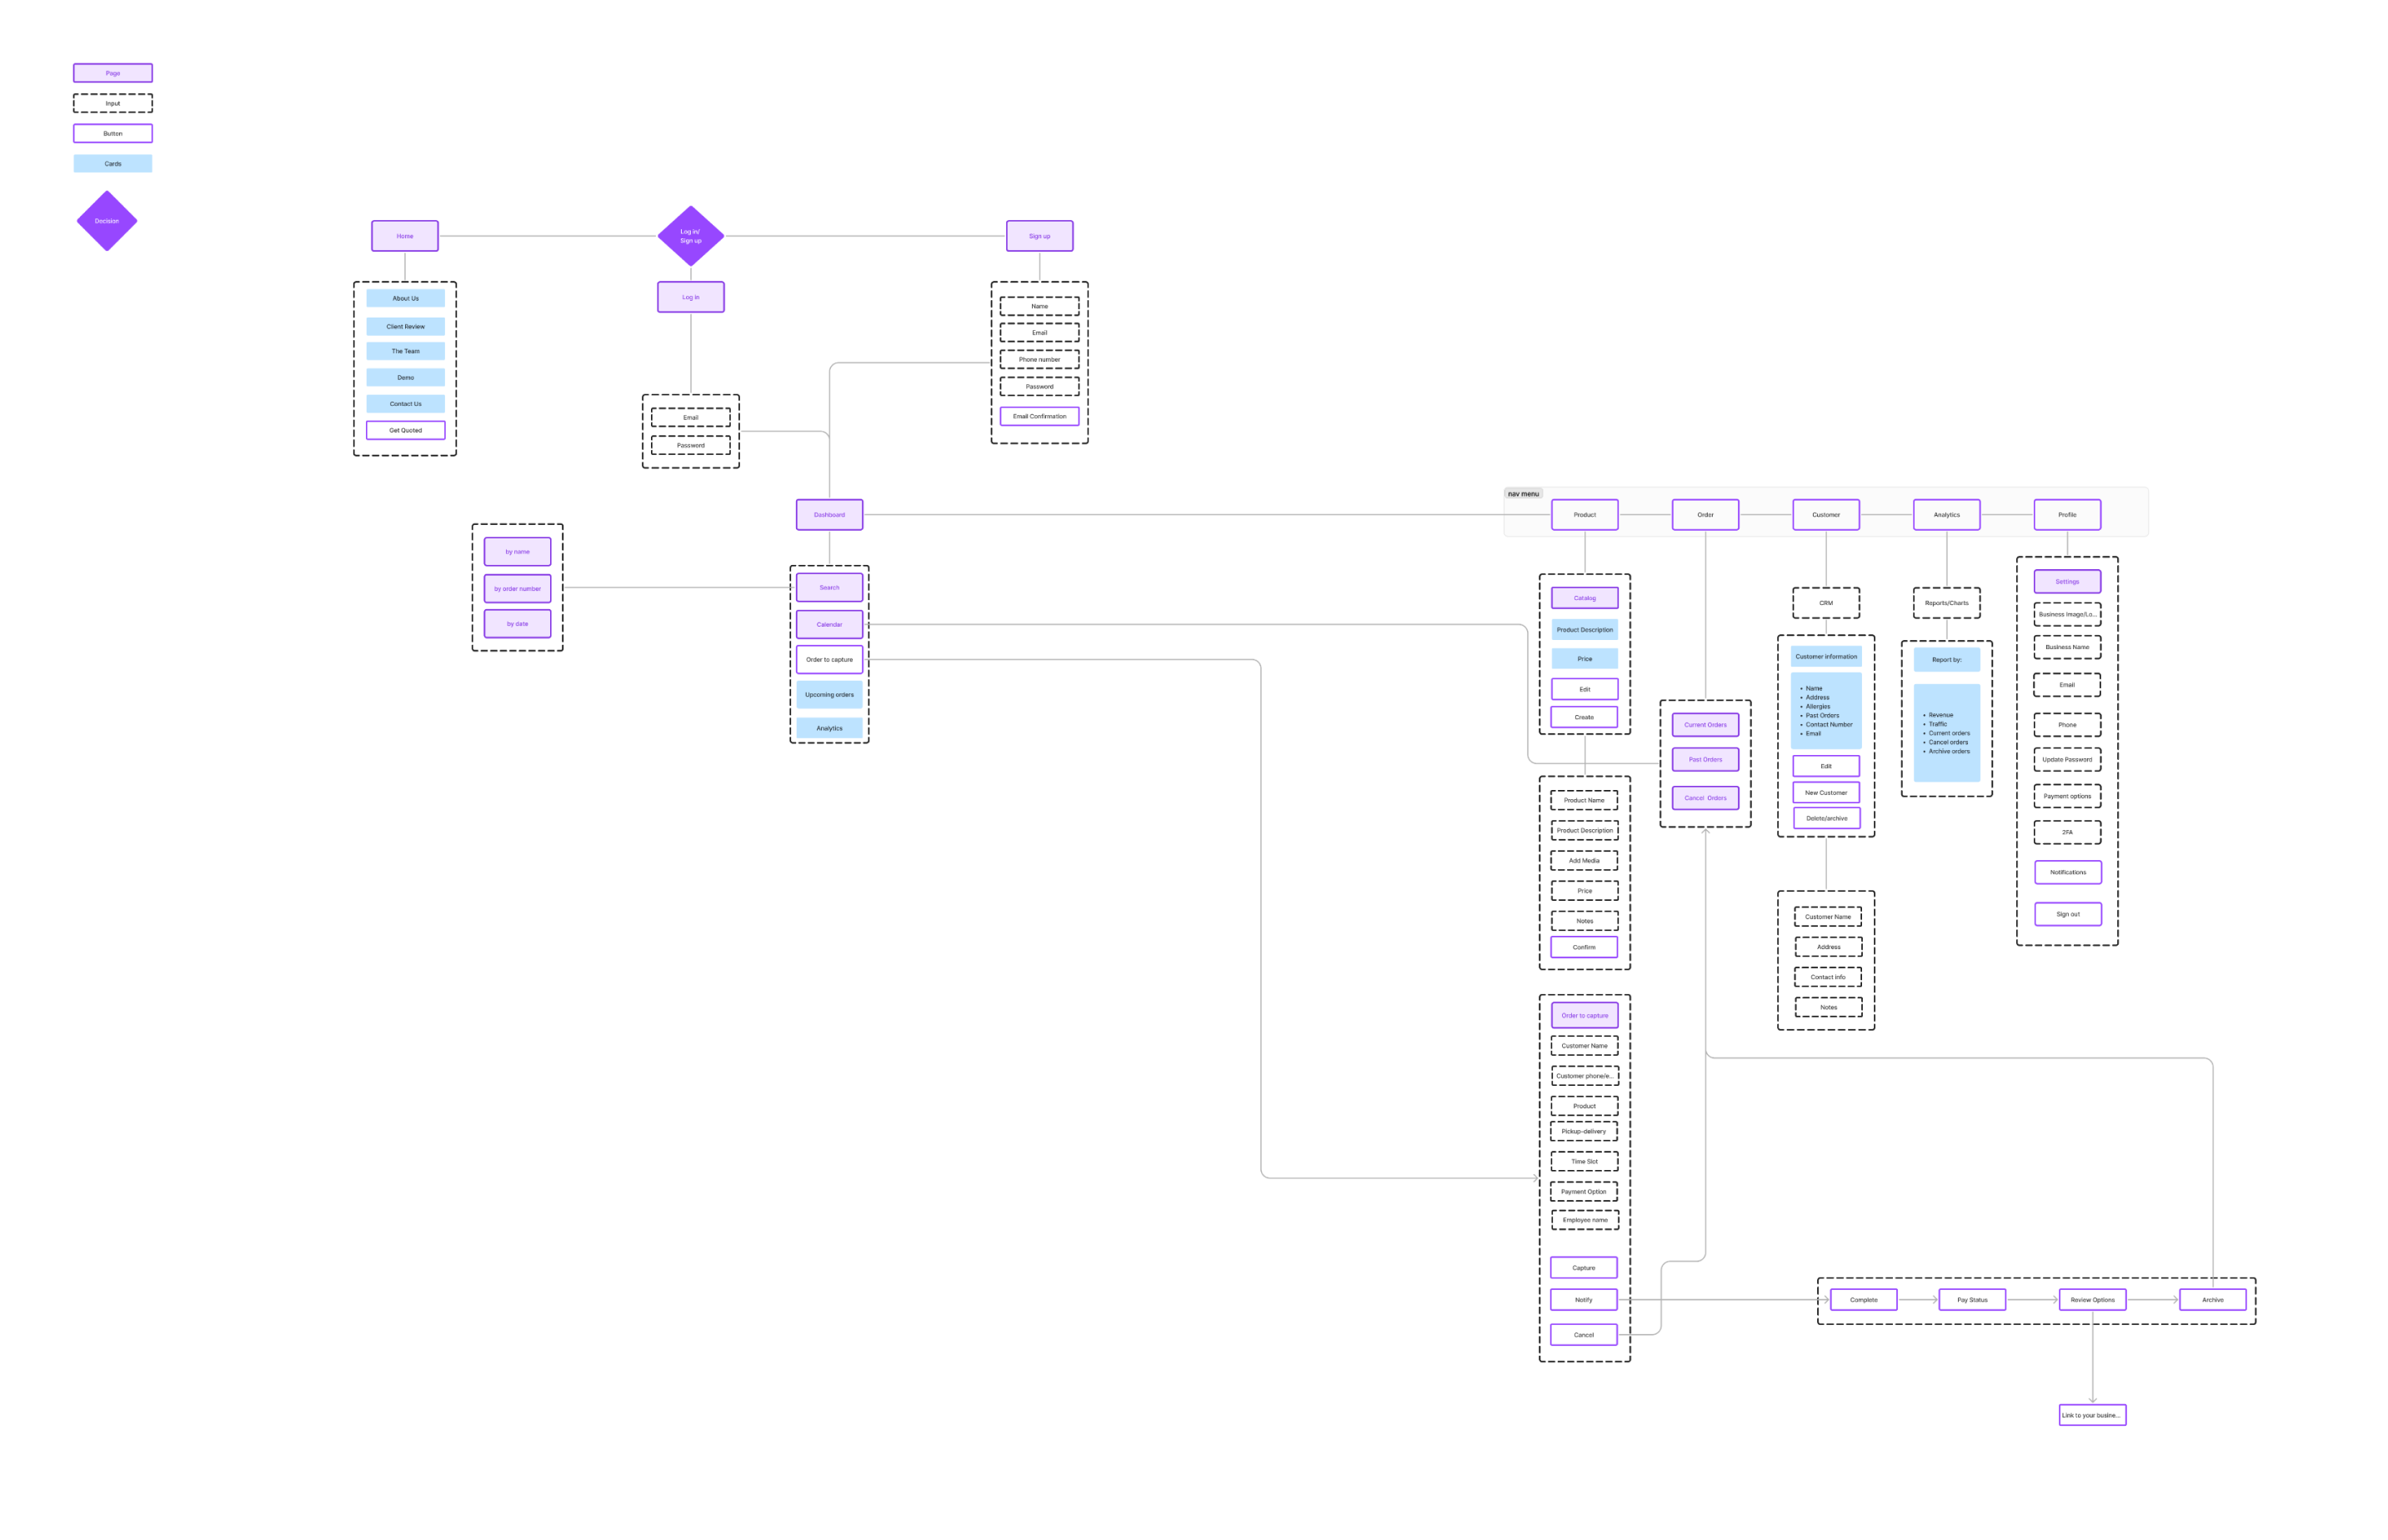 Page
Input
Button
Cards
Decision
Home
Log in/
Sign up
Sign up
About Us
Client Review
The Team
Demo
Contact Us
Get Quoted
Log in
Email
Password
Name
Email
Phone number
Password
Email Confirmation
Dashboard
by name
by order number
by date
Search
Calendar
Order to capture
Upcoming orders
Analytics
nav menu
Product
Order
Customer
Analytics
Profile
Catalog
Product Description
Price
Edit
Create
Product Name
Product Description
Add Media
Price
Notes
Confirm
Current Orders
Past Orders
Cancel Orders
CRM
Customer information
• Name
• Address
• Allergies
• Past Orders
• Contact Number
• Email
Edit
New Customer
Delete/archive
Customer Name
Address
Contact info
Notes
Reports/Charts
Report by:
• Revenue
• Traffic
• Current orders
• Cancel orders
• Archive orders
Settings
Business Image/Lo...
Business Name
Email
Phone
Update Password
Payment options
2FA
Notifications
Sign out
Order to capture
Customer Name
Customer phone/e...
Product
Pickup-delivery
Time Slot
Payment Option
Employee name
Capture
Notify
Cancel
Complete
Pay Status
Review Options
Archive
Link to your busine...